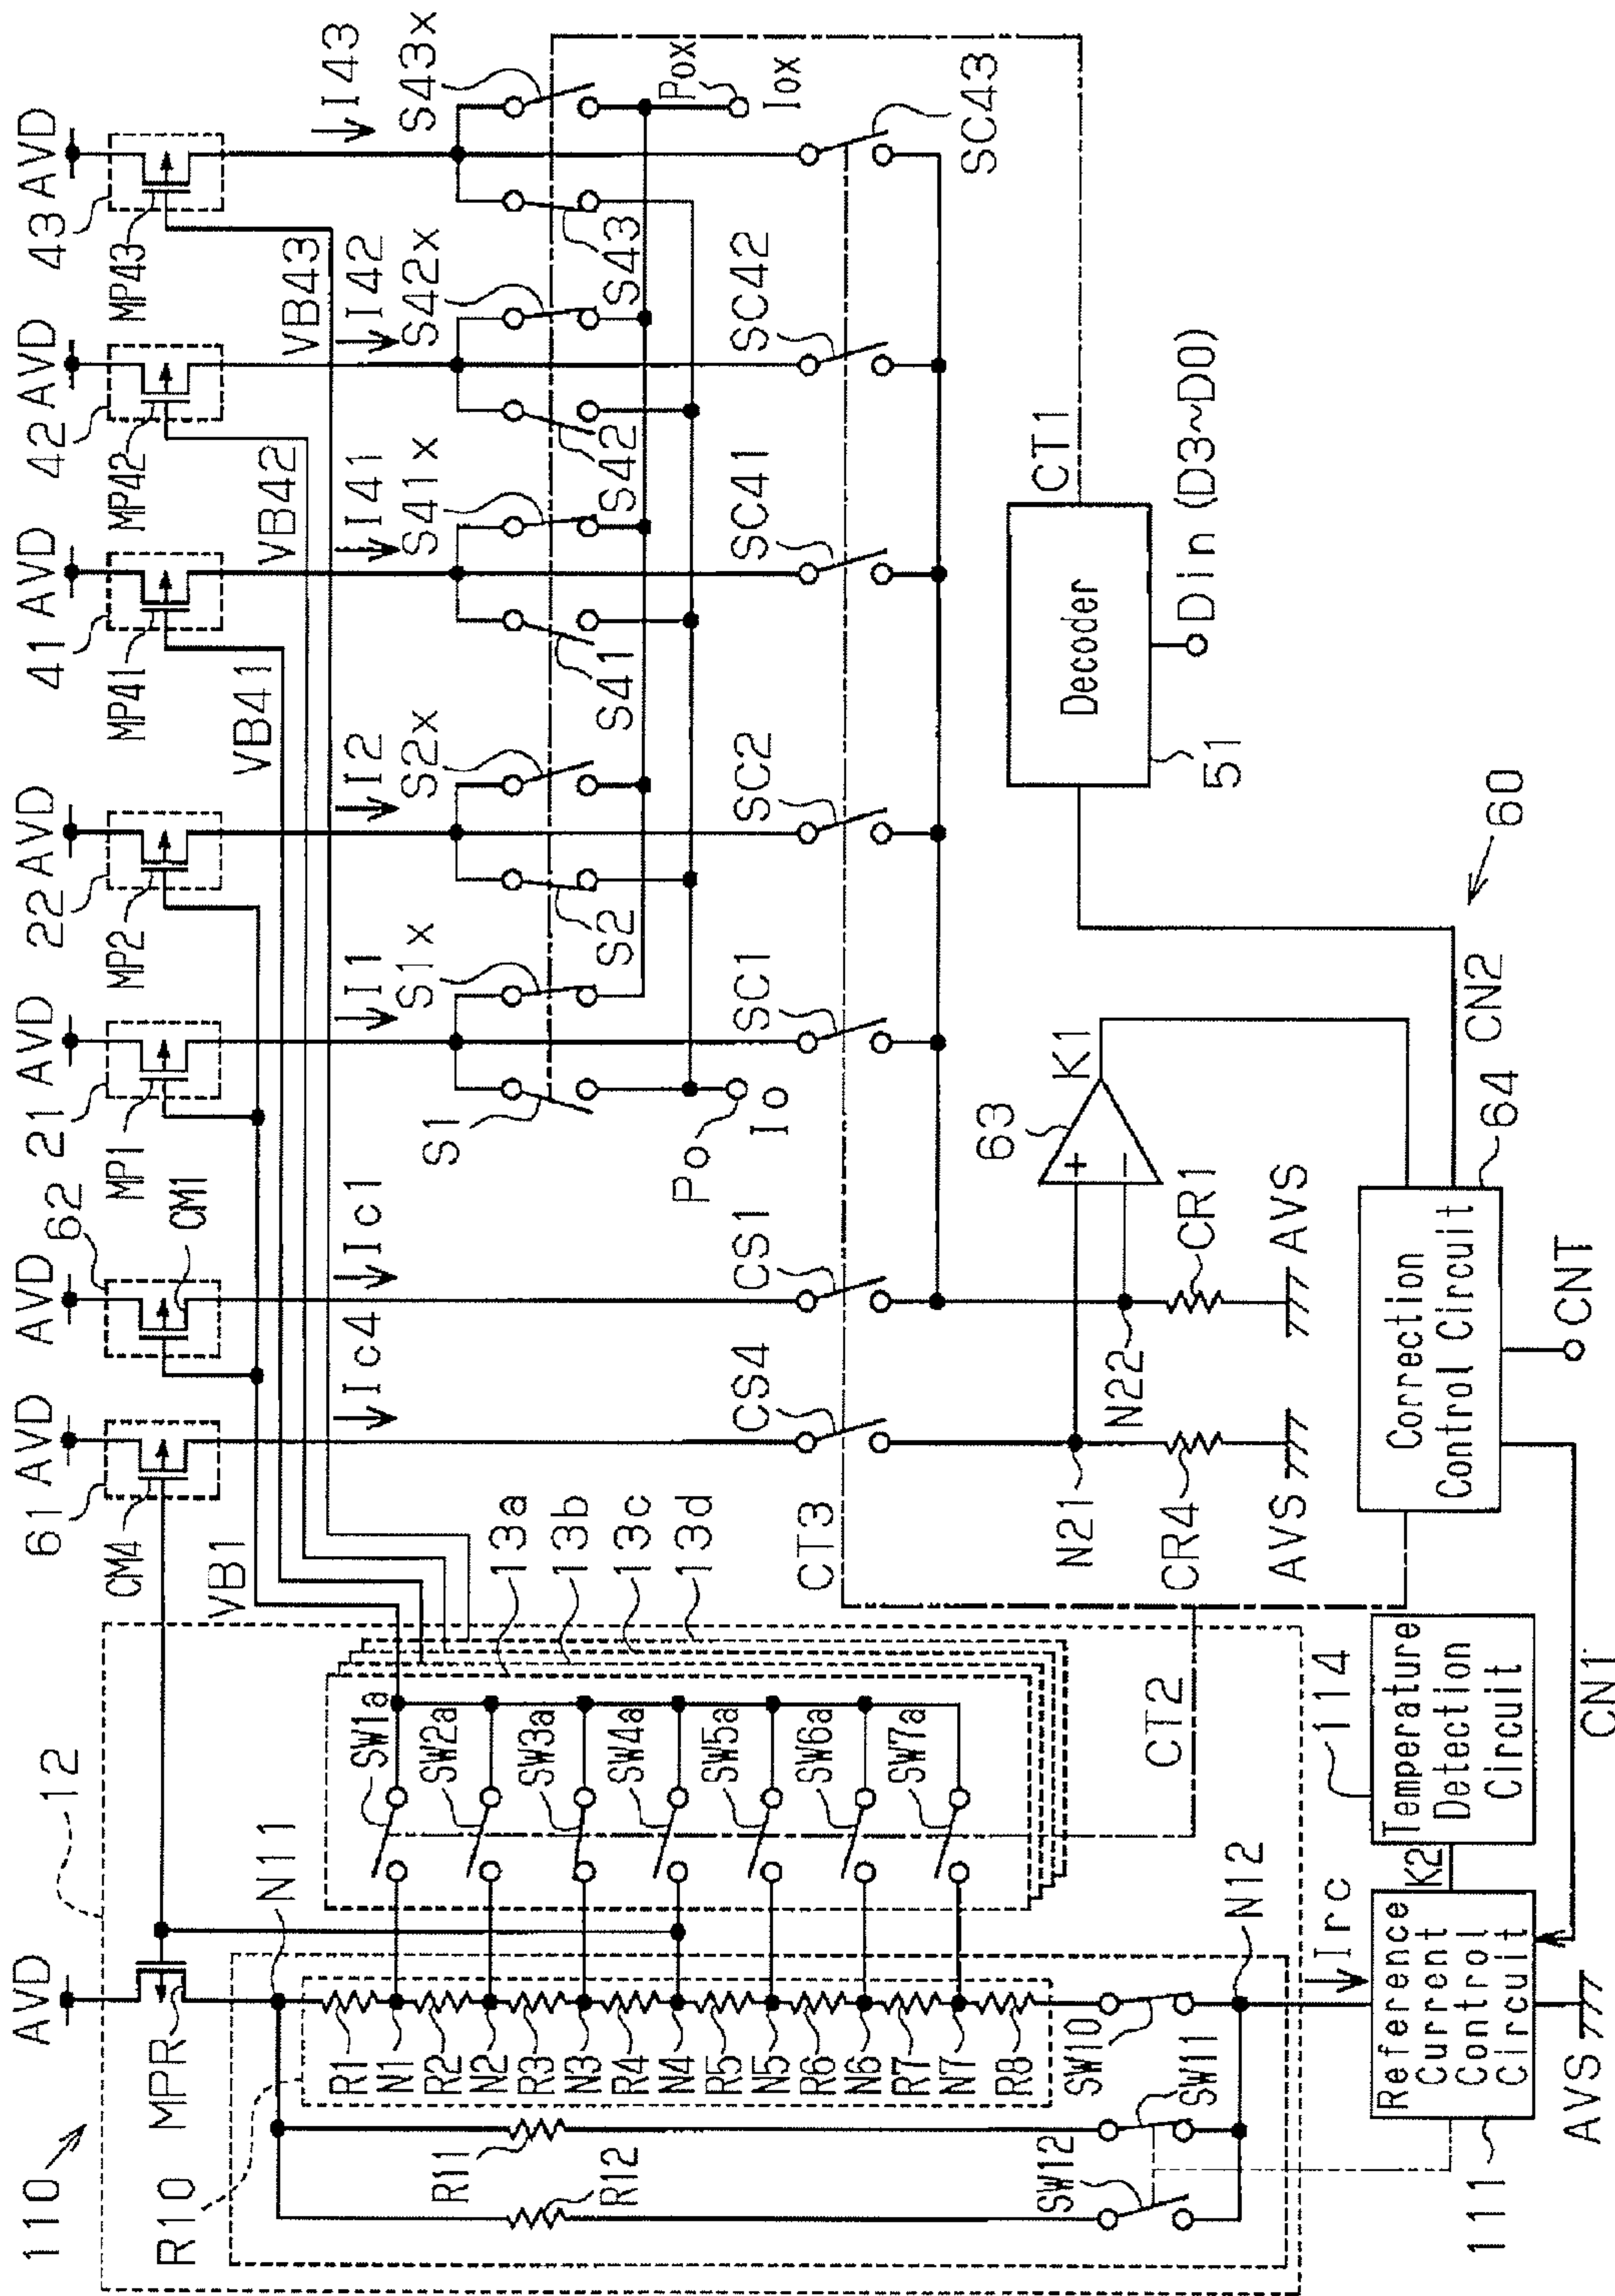 110
12
AVD
AVD
AVD
AVD
AVD
AVD
AVD
AVD
61
62
21
22
41
42
43
CM4
CM1
MP1
MP2
MP41
MP42
MP43
MPR
R10
N11
VB1
VB41
VB42
VB43
Ic4
Ic1
I1
I2
I41
I42
I43
S1x
S2x
S41x
S42x
S43x
S1
S2
S41
S42
S43
Po
Io
Pox
Iox
13a
13b
13c
13d
SW1a
SW2a
SW3a
SW4a
SW5a
SW6a
SW7a
R1
N1
R2
N2
R3
N3
R4
N4
R5
N5
R6
N6
R7
N7
R8
R11
R12
SW10
SW11
SW12
N12
CT3
CT2
CT1
CS4
CS1
SC1
SC2
SC41
SC42
SC43
N21
N22
CR4
CR1
AVS
AVS
63
+
−
K1
Decoder
51
Din (D3~D0)
60
CN2
64
Correction
Control Circuit
CNT
CN1
114
Temperature
Detection
Circuit
K2
Irc
Reference
Current
Control
Circuit
111
AVS